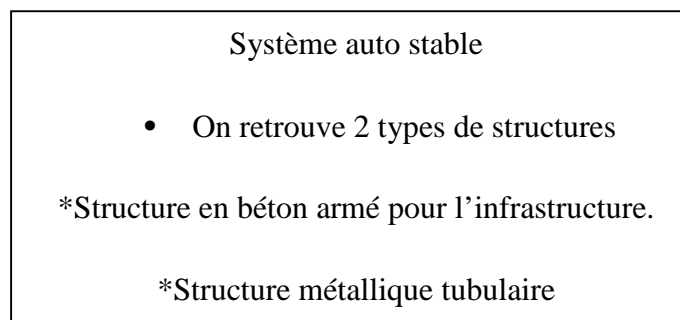 Système auto stable
• On retrouve 2 types de structures
*Structure en béton armé pour l’infrastructure.
*Structure métallique tubulaire